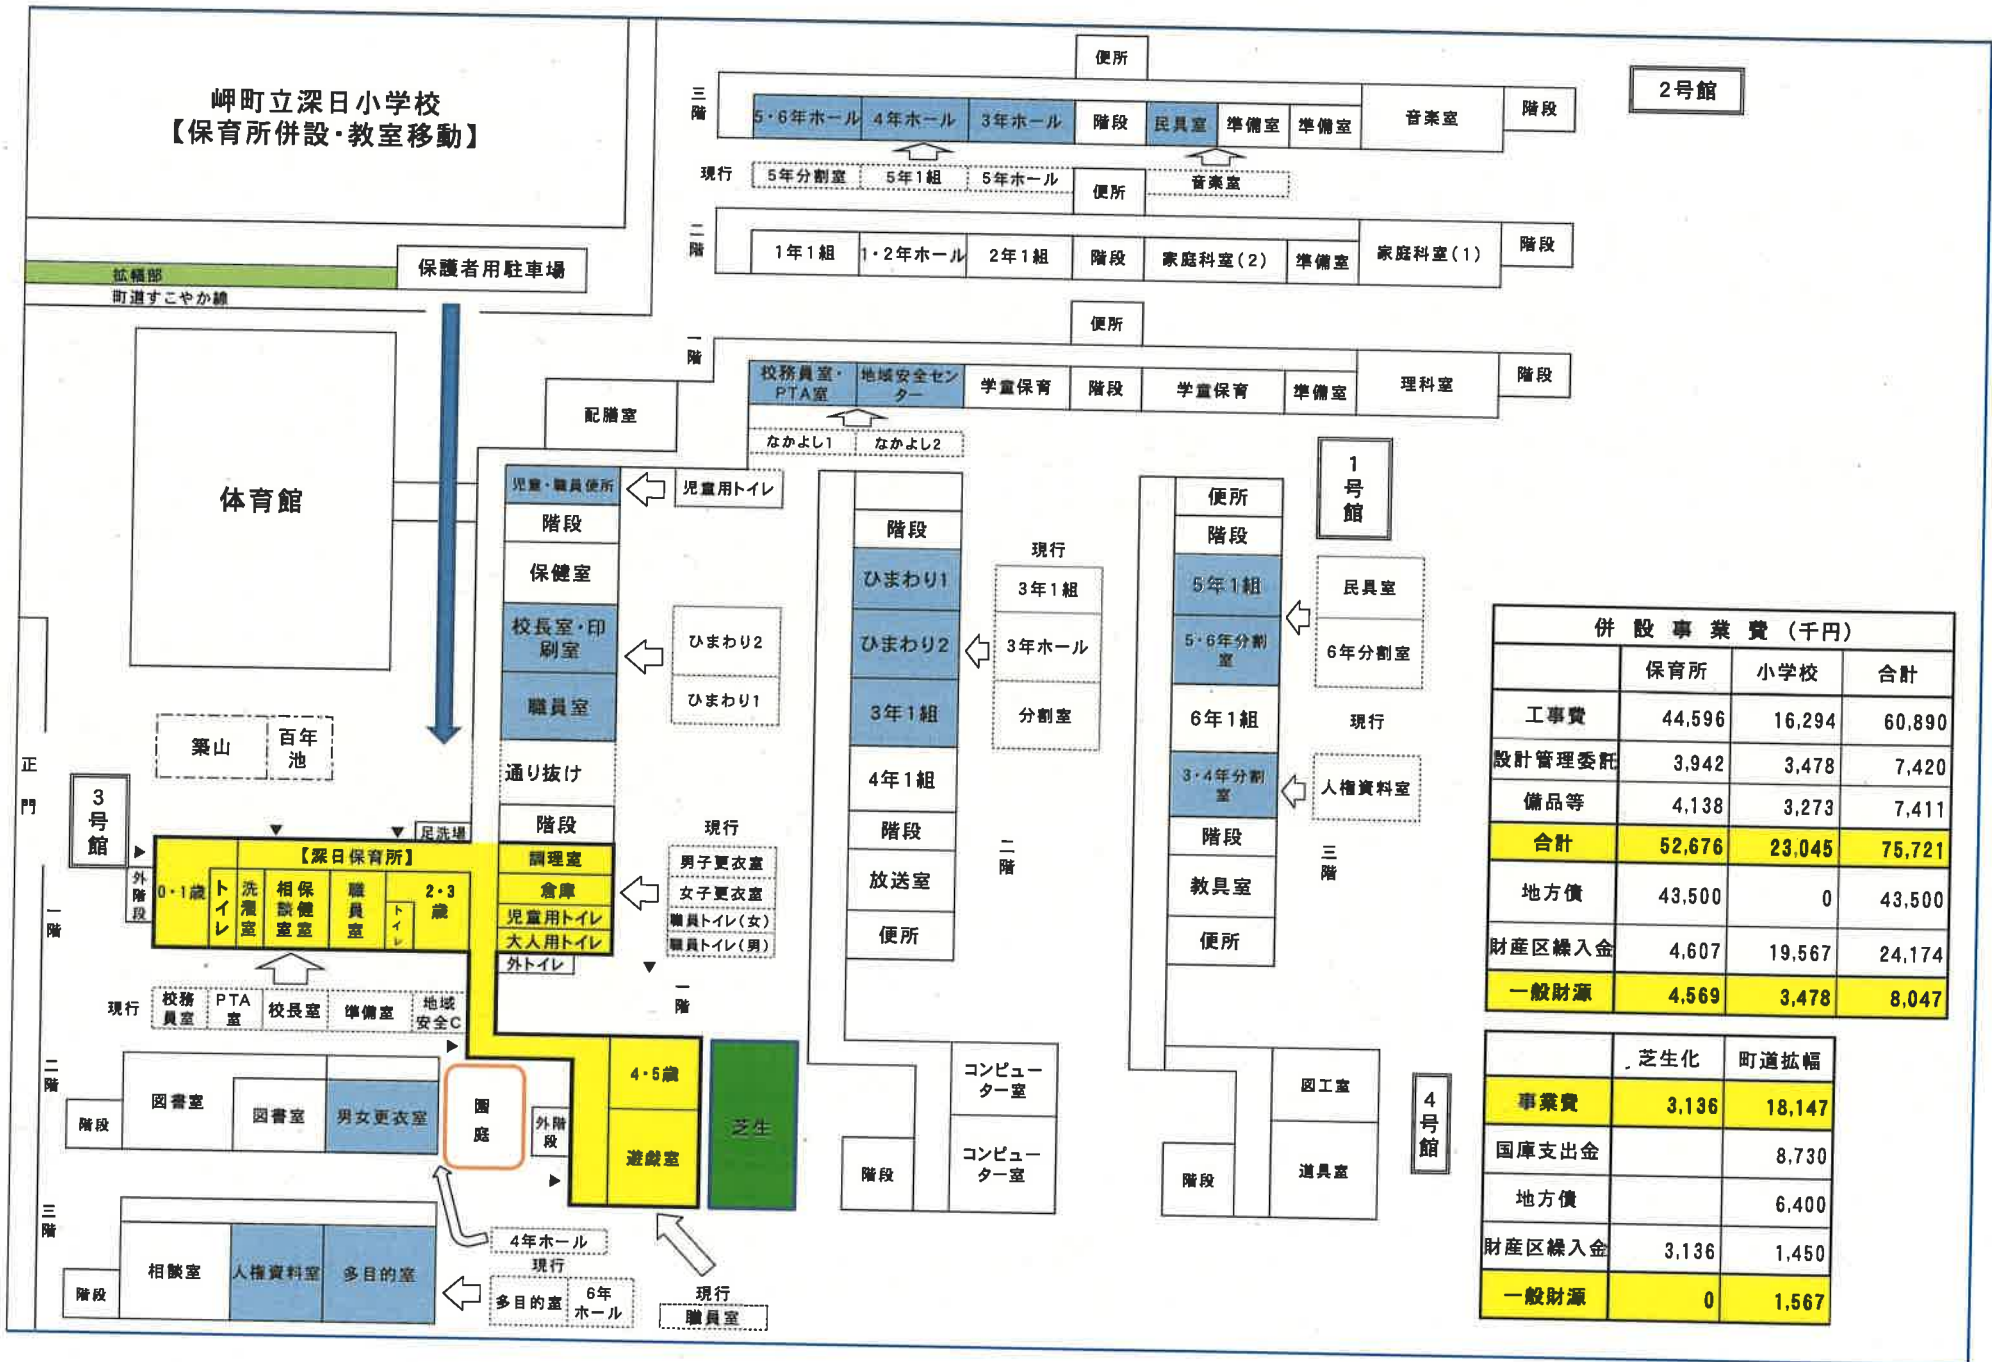 岬町立深日小学校
【保育所併設・教室移動】
拡幅部
保護者用駐車場
町道すこやか線
2号館
三階
便所
5・6年ホール 4年ホール 3年ホール 階段 民具室 準備室 準備室 音楽室 階段
現行 5年分割室 5年1組 5年ホール 音楽室
二階
便所
1年1組 1・2年ホール 2年1組 階段 家庭科室(2) 準備室 家庭科室(1) 階段
一階
便所
校務員室・PTA室 地域安全センター 学童保育 階段 学童保育 準備室 理科室 階段
なかよし1 なかよし2
配膳室
体育館
築山
百年池
正門
児童・職員便所
児童用トイレ
階段
保健室
校長室・印刷室
職員室
ひまわり2
ひまわり1
通り抜け
階段
階段
ひまわり1
ひまわり2
3年1組
4年1組
階段
放送室
便所
現行
3年1組
3年ホール
分割室
二階
1号館
便所
階段
5年1組
5・6年分割室
6年1組
3・4年分割室
階段
教具室
便所
民具室
6年分割室
現行
人権資料室
三階
3号館
足洗場
外階段
【深日保育所】
0・1歳 トイレ 洗濯室 相談室 保健室 職員室 トイレ 2・3歳
調理室
倉庫
児童用トイレ
大人用トイレ
外トイレ
現行
男子更衣室
女子更衣室
職員トイレ(女)
職員トイレ(男)
一階
一階
現行 校務員室 PTA室 校長室 準備室 地域安全C
二階
階段 図書室 図書室 男女更衣室
園庭
外階段
4・5歳
遊戯室
芝生
三階
階段 相談室 人権資料室 多目的室
4年ホール
現行
多目的室 6年ホール
現行
職員室
コンピューター室
コンピューター室
階段
図工室
道具室
階段
4号館
併設事業費(千円)
保育所 小学校 合計
工事費 44,596 16,294 60,890
設計管理委託 3,942 3,478 7,420
備品等 4,138 3,273 7,411
合計 52,676 23,045 75,721
地方債 43,500 0 43,500
財産区繰入金 4,607 19,567 24,174
一般財源 4,569 3,478 8,047
芝生化 町道拡幅
事業費 3,136 18,147
国庫支出金 8,730
地方債 6,400
財産区繰入金 3,136 1,450
一般財源 0 1,567